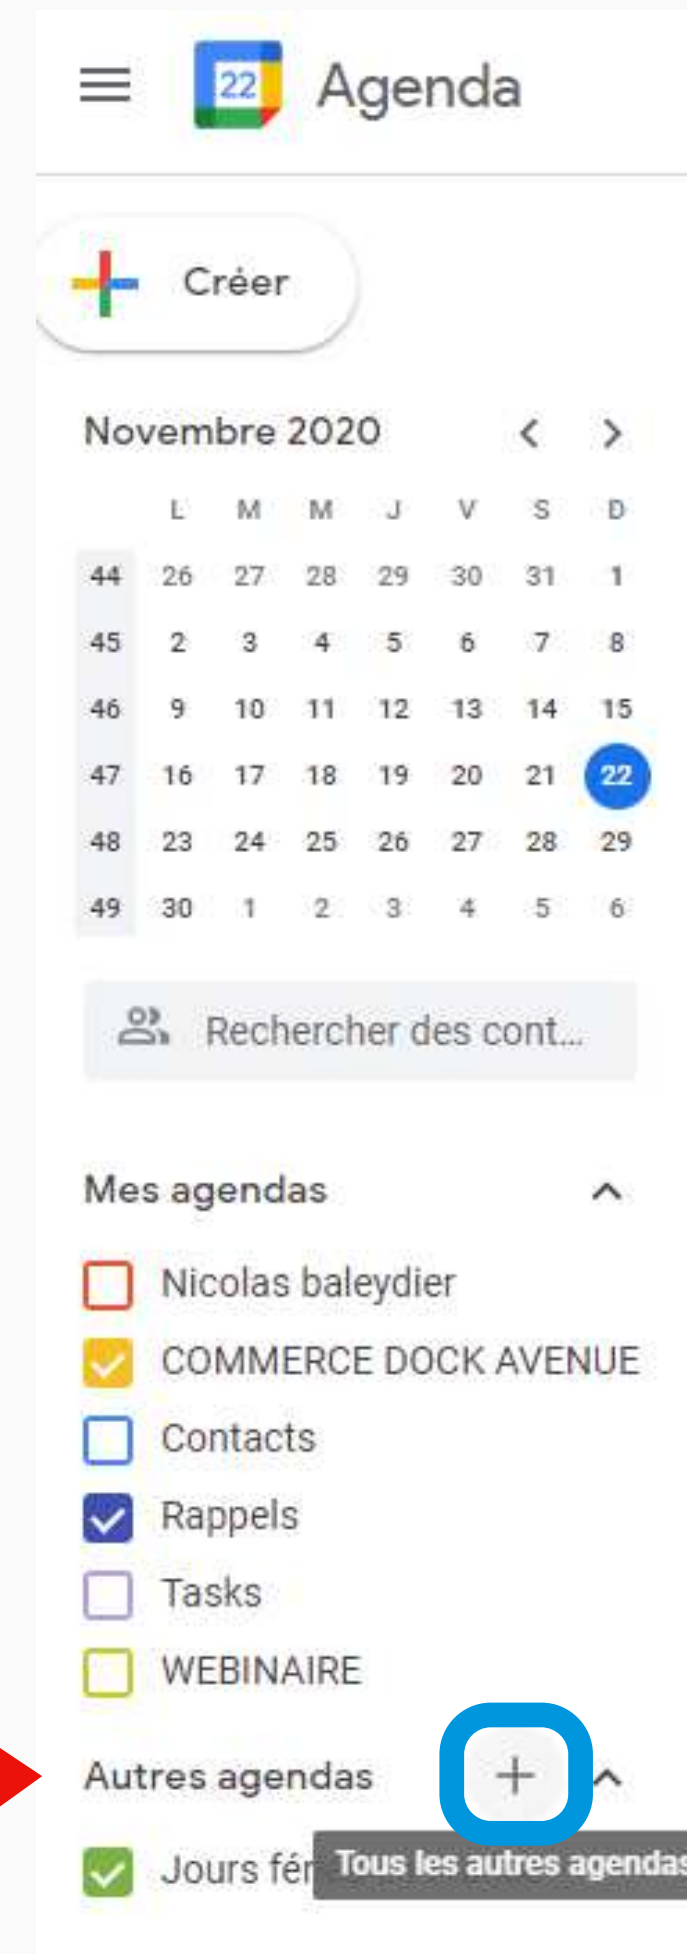 22 Agenda
Créer
Novembre 2020
L M M J V S D
44 26 27 28 29 30 31 1
45 2 3 4 5 6 7 8
46 9 10 11 12 13 14 15
47 16 17 18 19 20 21 22
48 23 24 25 26 27 28 29
49 30 1 2 3 4 5 6
Rechercher des cont...
Mes agendas
Nicolas baleydier
COMMERCE DOCK AVENUE
Contacts
Rappels
Tasks
WEBINAIRE
Autres agendas
Jours fér Tous les autres agendas